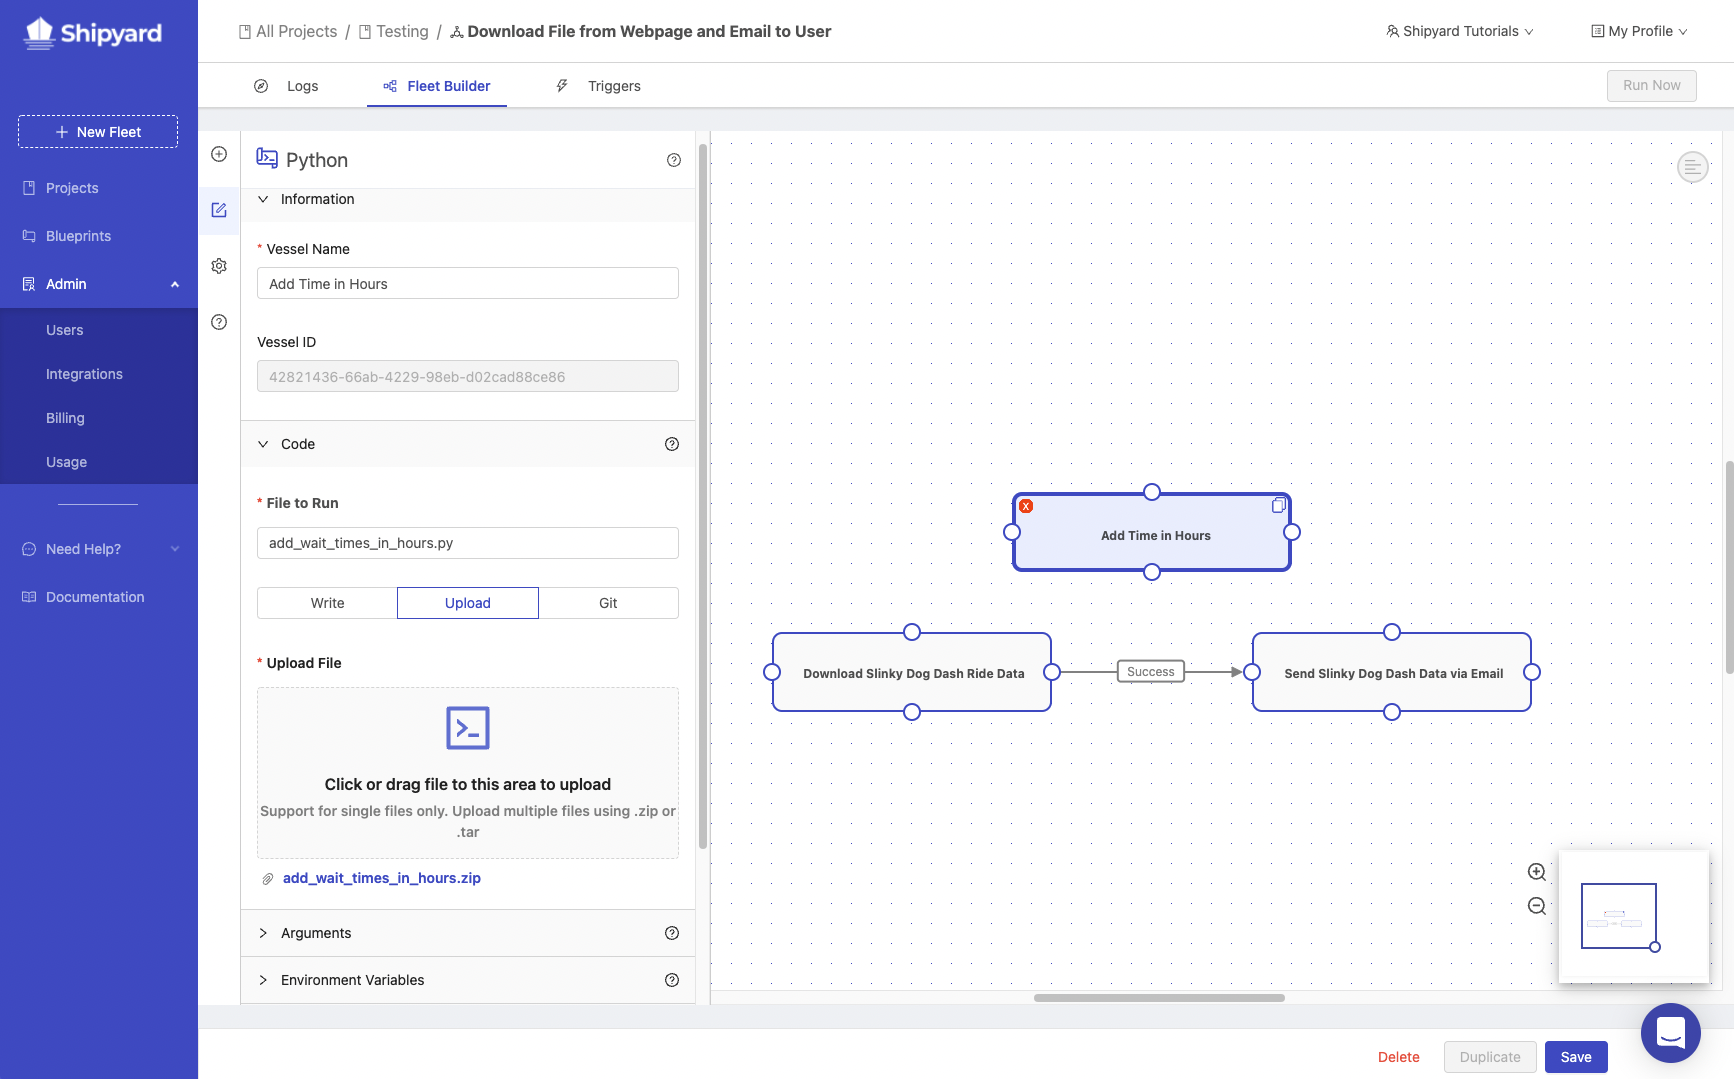 Shipyard
All Projects / Testing / Download File from Webpage and Email to User
Shipyard Tutorials
My Profile
Logs
Fleet Builder
Triggers
Run Now
New Fleet
Projects
Blueprints
Admin
Users
Integrations
Billing
Usage
Need Help?
Documentation
Python
Information
* Vessel Name
Add Time in Hours
Vessel ID
42821436-66ab-4229-98eb-d02cad88ce86
Code
* File to Run
add_wait_times_in_hours.py
Write
Upload
Git
* Upload File
Click or drag file to this area to upload
Support for single files only. Upload multiple files using .zip or
.tar
add_wait_times_in_hours.zip
Arguments
Environment Variables
X
Add Time in Hours
Download Slinky Dog Dash Ride Data
Success
Send Slinky Dog Dash Data via Email
Delete
Duplicate
Save